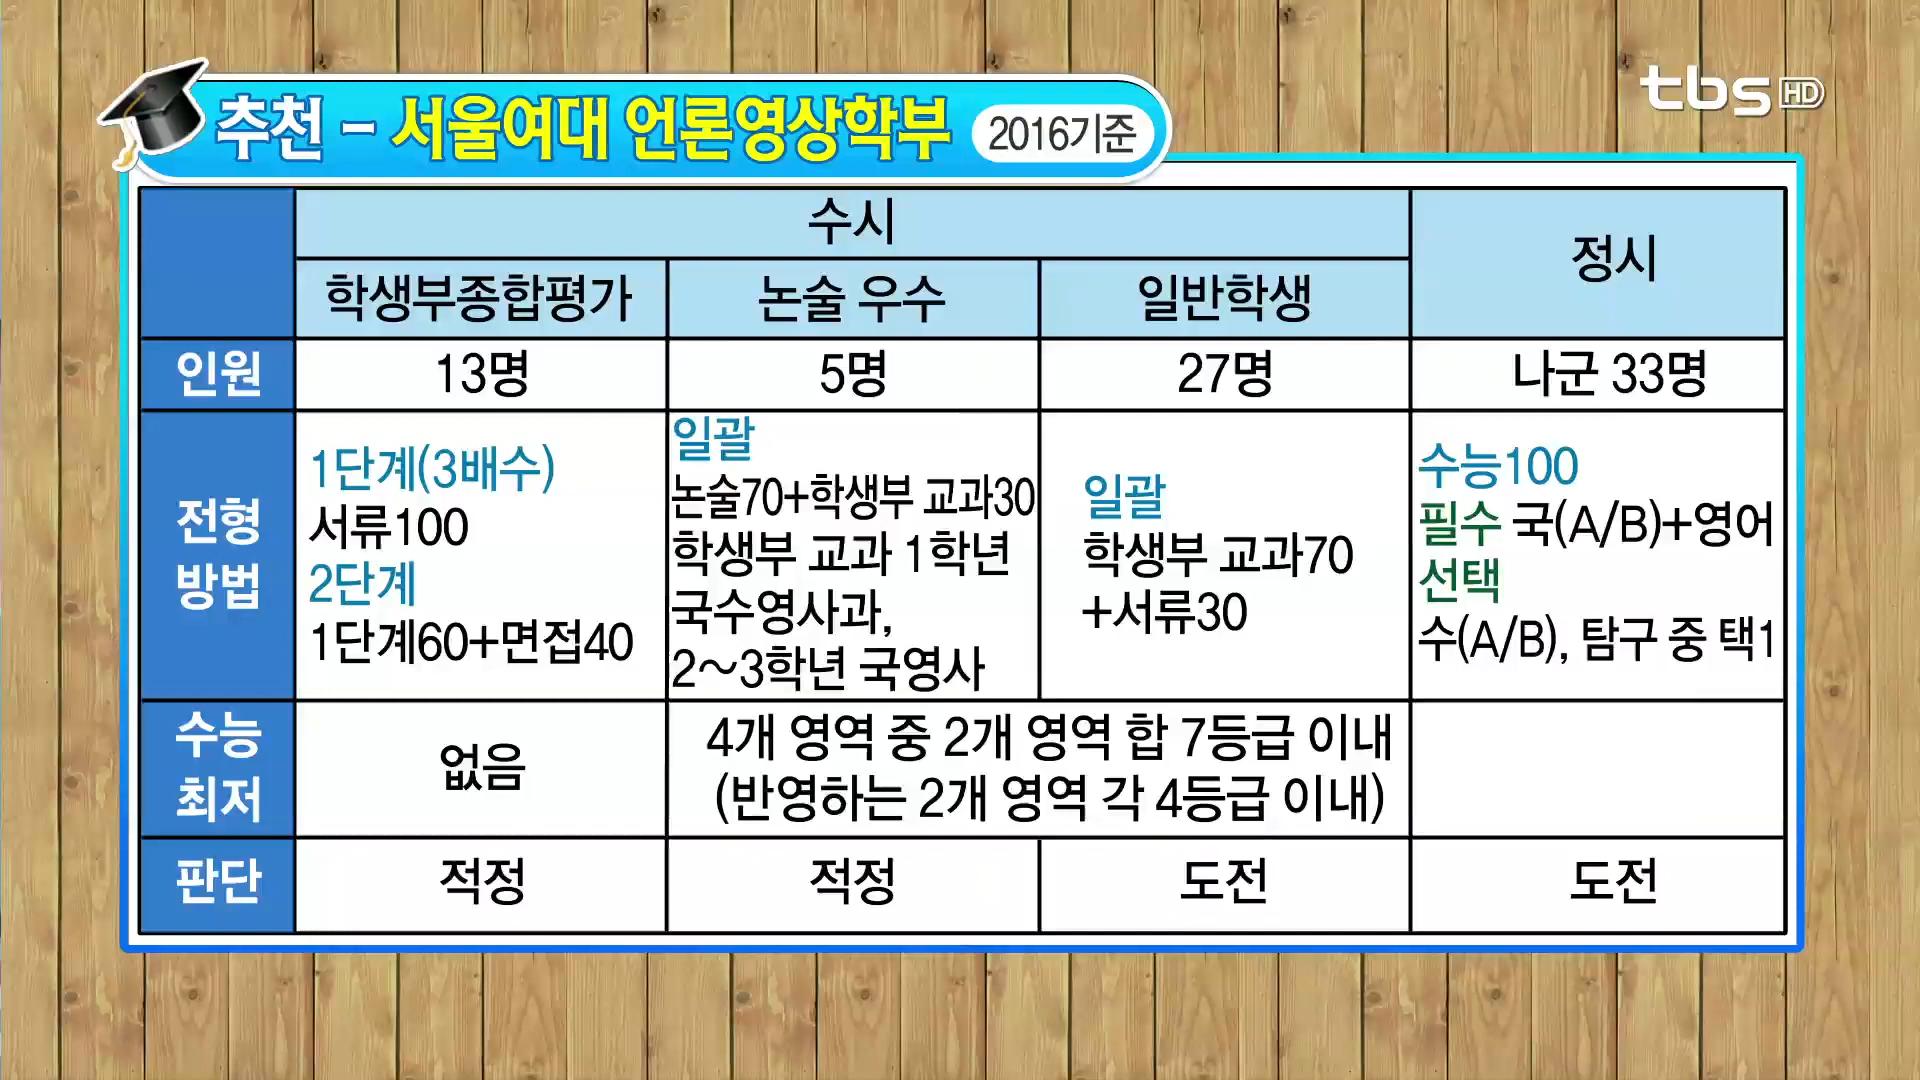 추천 - 서울여대 언론영상학부 2016기준
tbs HD
수시
정시
학생부종합평가
논술 우수
일반학생
인원
13명
5명
27명
나군 33명
전형
방법
1단계(3배수)
서류100
2단계
1단계60+면접40
일괄
논술70+학생부 교과30
학생부 교과 1학년
국수영사과,
2~3학년 국영사
일괄
학생부 교과70
+서류30
수능100
필수 국(A/B)+영어
선택
수(A/B), 탐구 중 택1
수능
최저
없음
4개 영역 중 2개 영역 합 7등급 이내
(반영하는 2개 영역 각 4등급 이내)
판단
적정
적정
도전
도전